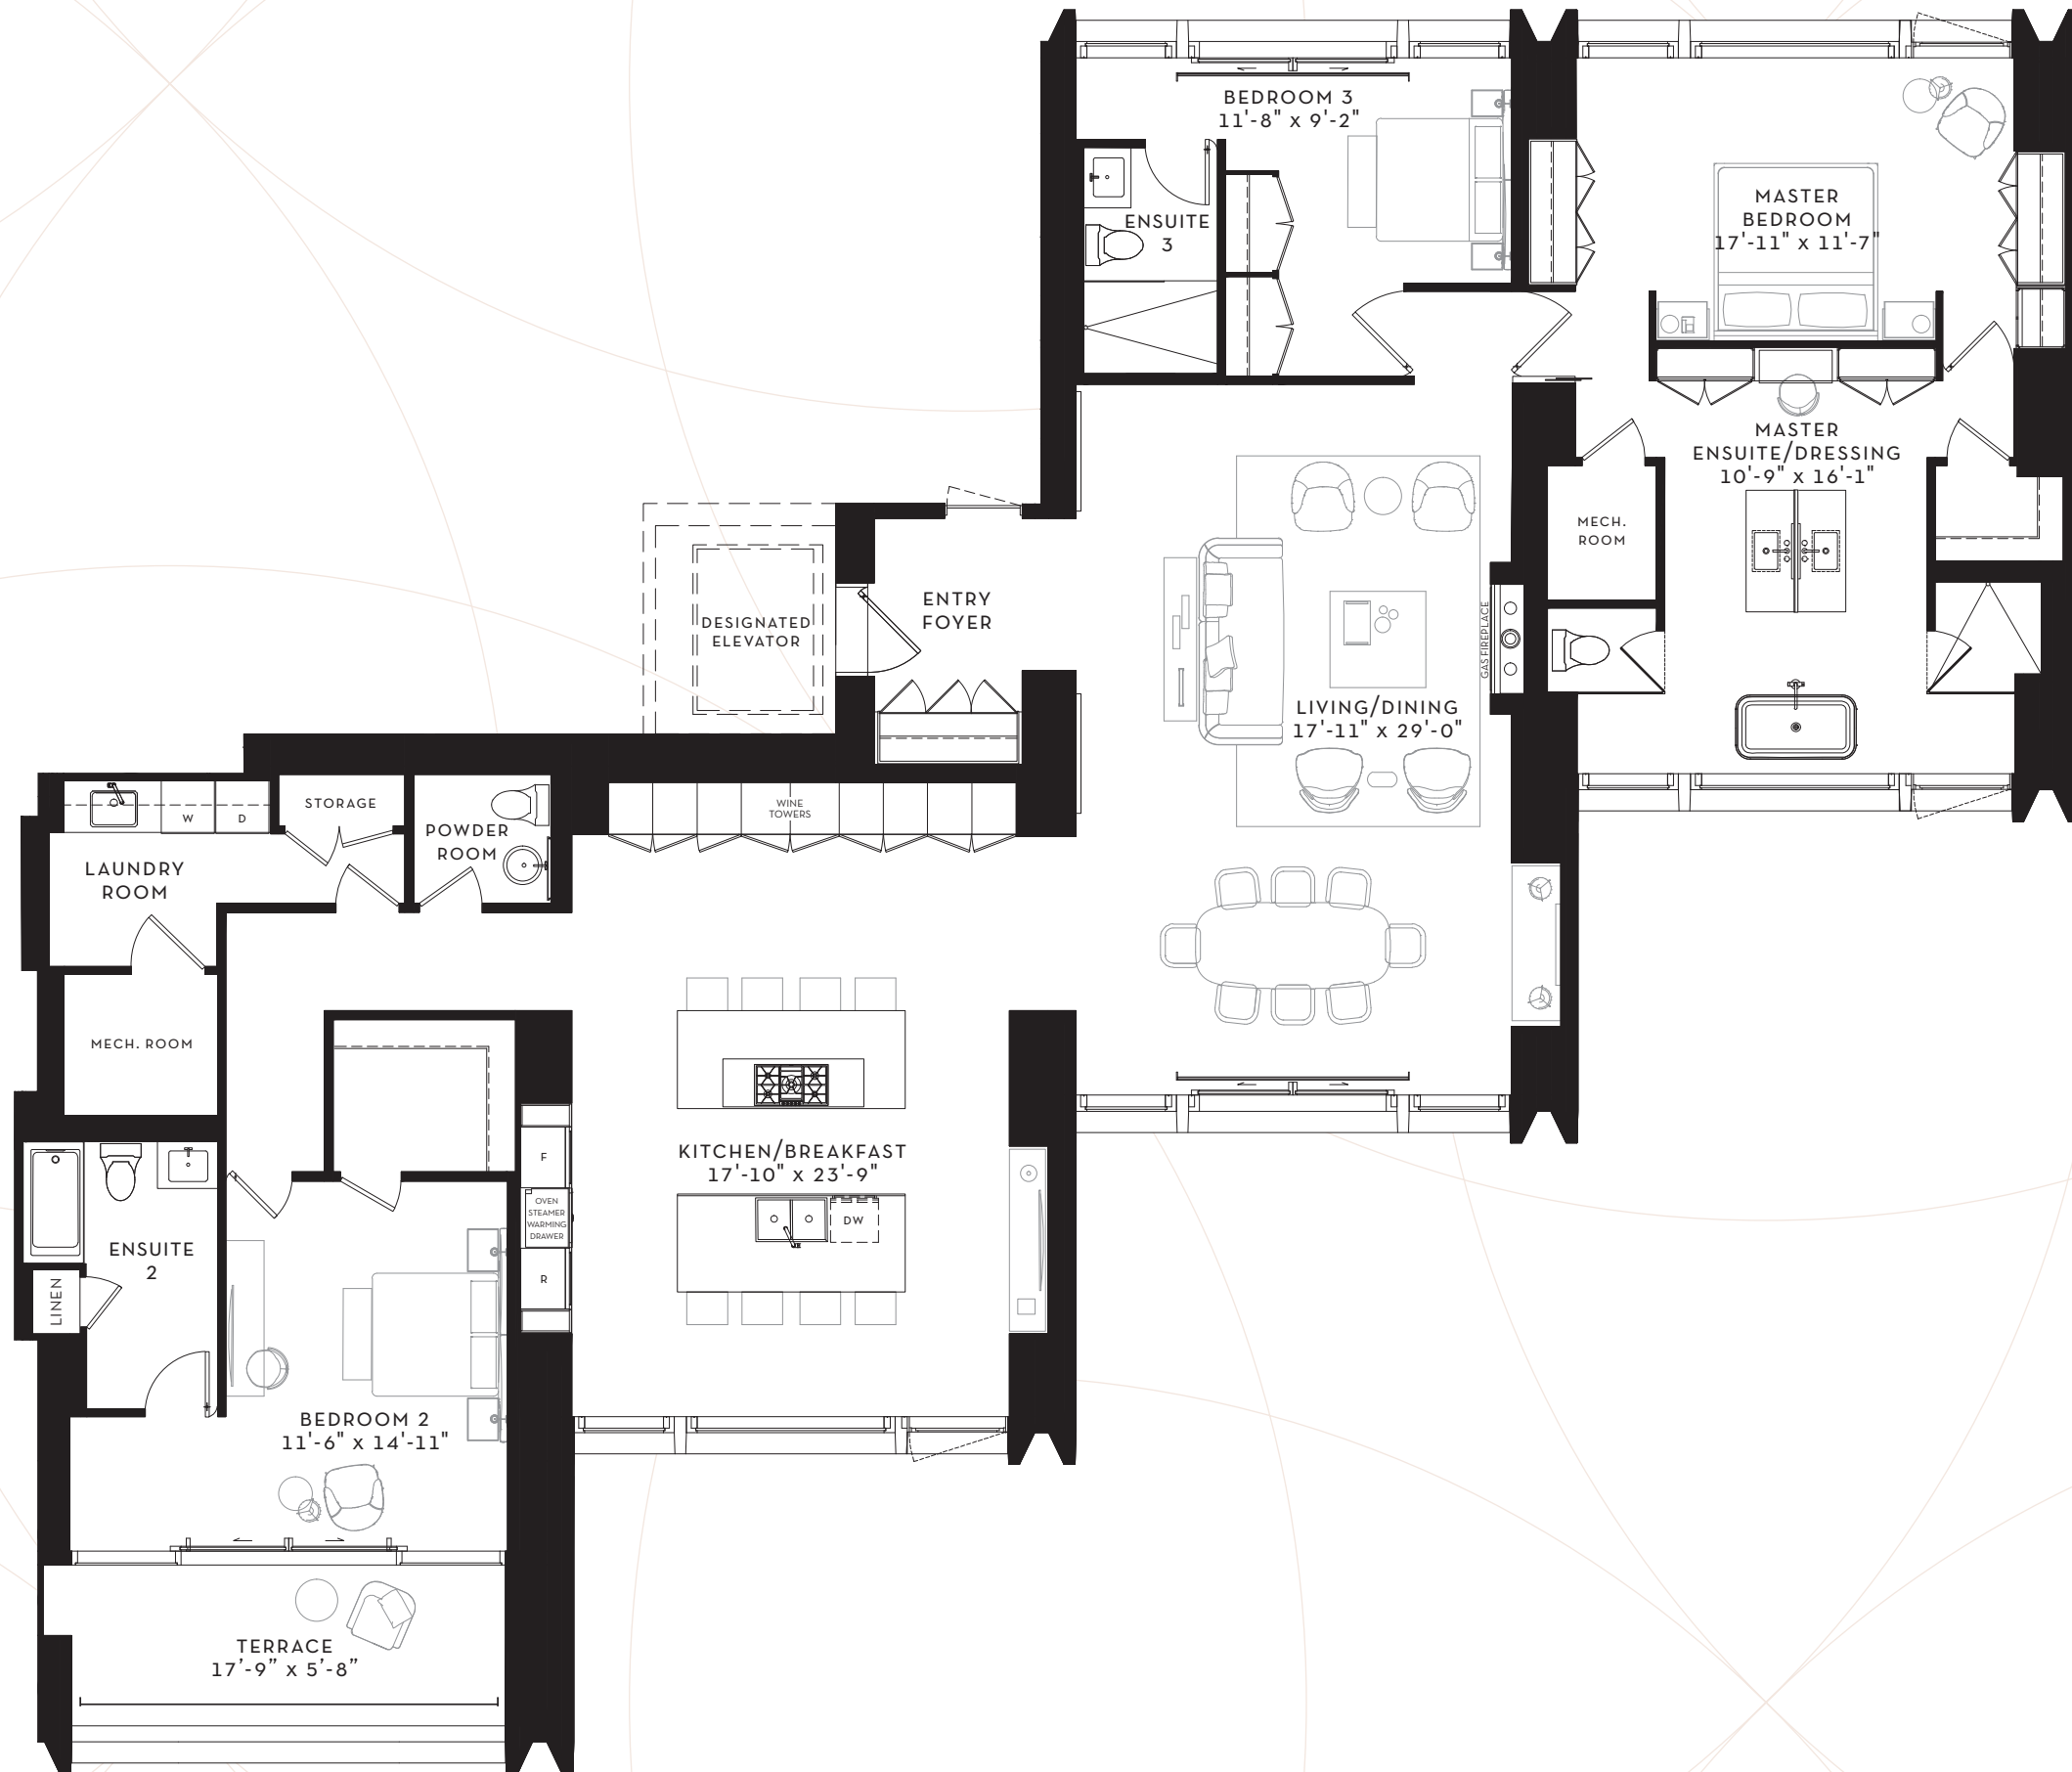 BEDROOM 3
11'-8" x 9'-2"
ENSUITE
3
MASTER
BEDROOM
17'-11" x 11'-7"
MASTER
ENSUITE/DRESSING
10'-9" x 16'-1"
MECH.
ROOM
ENTRY
FOYER
DESIGNATED
ELEVATOR
GAS FIREPLACE
LIVING/DINING
17'-11" x 29'-0"
STORAGE
W
D
WINE
TOWERS
POWDER
ROOM
LAUNDRY
ROOM
MECH. ROOM
KITCHEN/BREAKFAST
17'-10" x 23'-9"
F
OVEN
STEAMER
WARMING
DRAWER
R
DW
ENSUITE
2
LINEN
BEDROOM 2
11'-6" x 14'-11"
TERRACE
17'-9” x 5'-8”